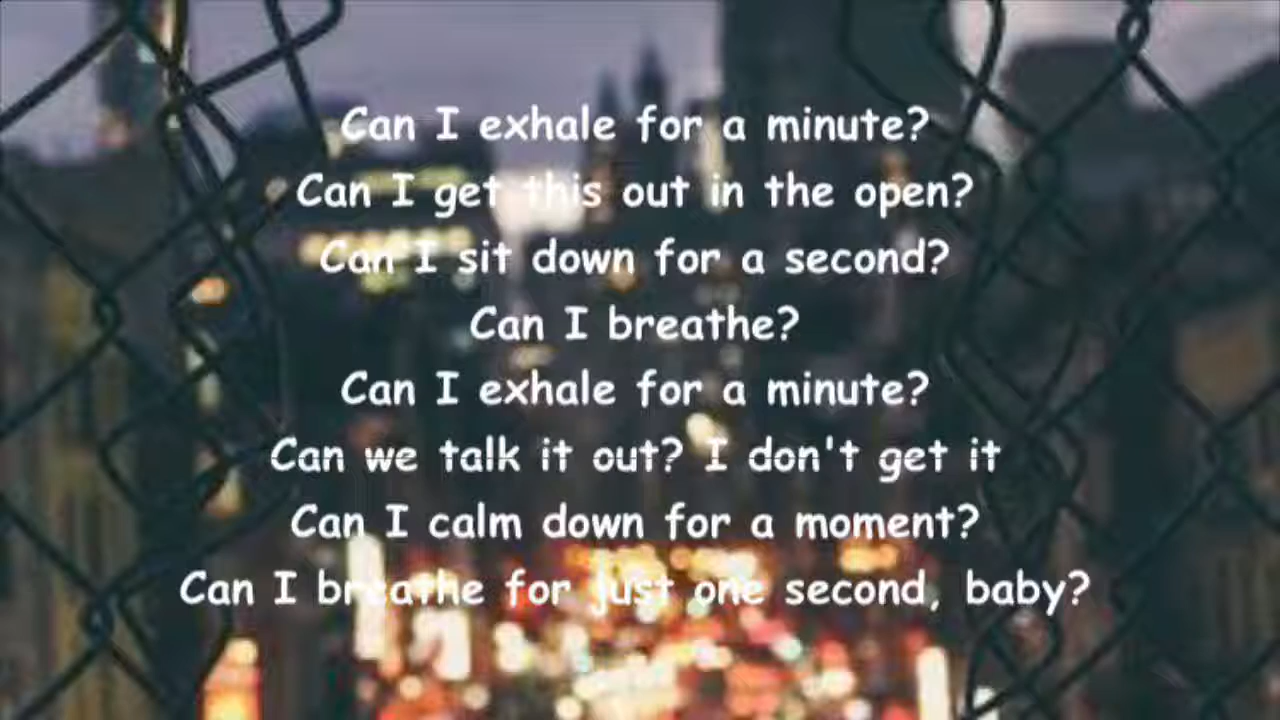 Can I exhale for a minute?
Can I get this out in the open?
Can I sit down for a second?
Can I breathe?
Can I exhale for a minute?
Can we talk it out? I don't get it
Can I calm down for a moment?
Can I breathe for just one second, baby?